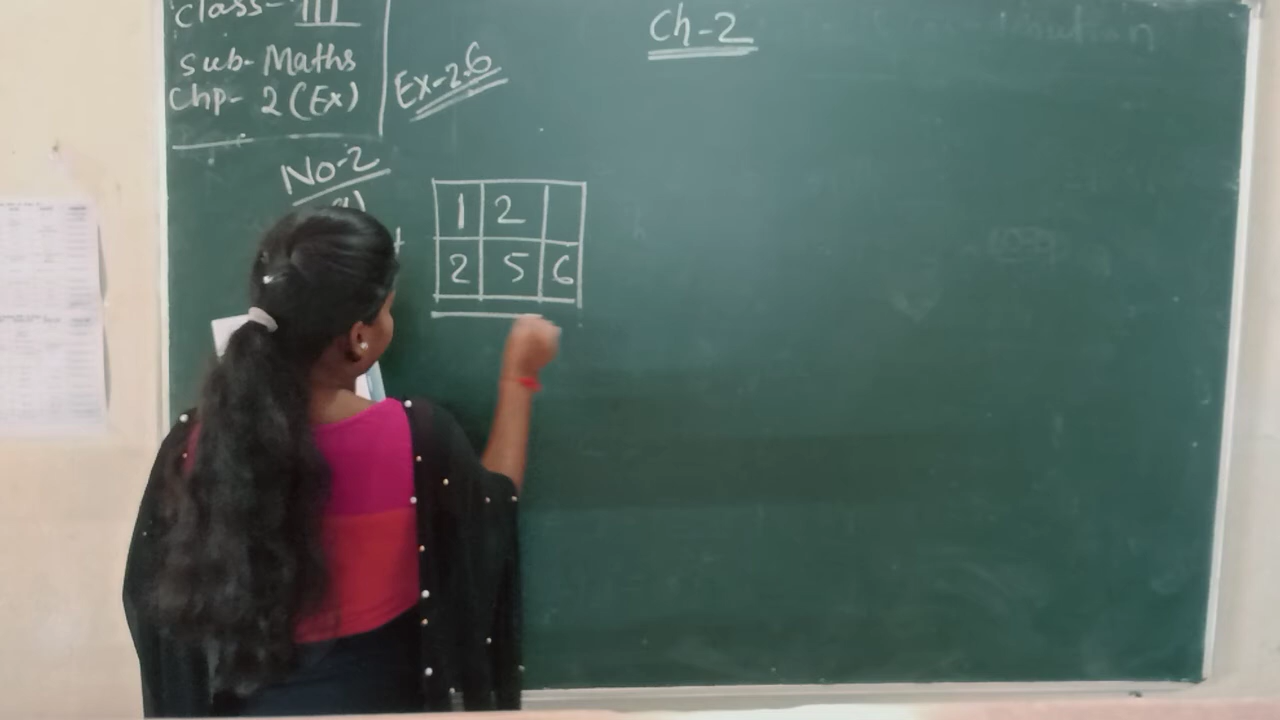 class- III
Sub- Maths
Chp- 2 (Ex)
Ex-2.6
Ch-2
No-2
a)
+
1 2
2 5 6